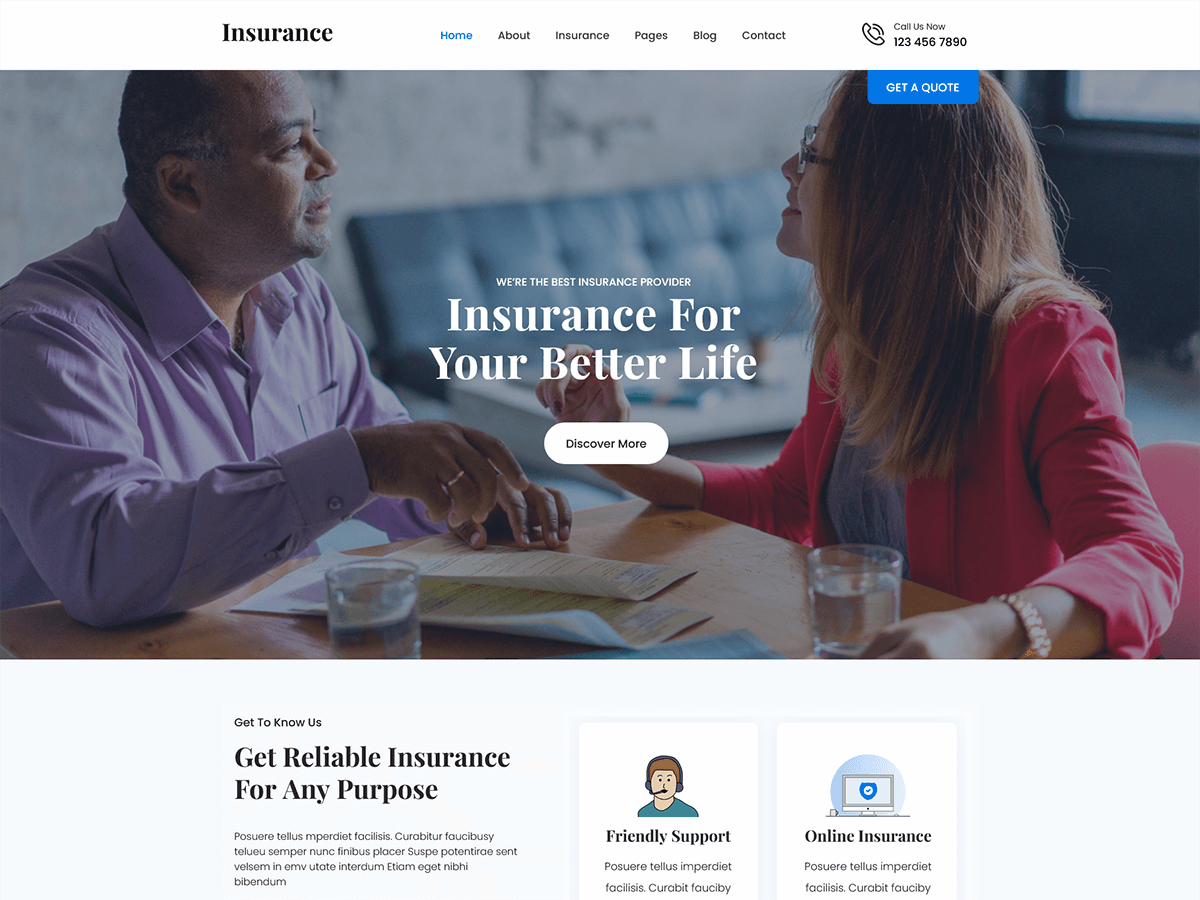 Insurance
Home About Insurance Pages Blog Contact
Call Us Now
123 456 7890
GET A QUOTE
WE'RE THE BEST INSURANCE PROVIDER
Insurance For
Your Better Life
Discover More
Get To Know Us
Get Reliable Insurance
For Any Purpose
Posuere tellus mperdiet facilisis. Curabitur faucibusy
telueu semper nunc finibus placer Suspe potentirae sent
velsem in emv utate interdum Etiam eget nibhi
bibendum
Friendly Support
Posuere tellus imperdiet
facilisis. Curabit fauciby
Online Insurance
Posuere tellus imperdiet
facilisis. Curabit fauciby